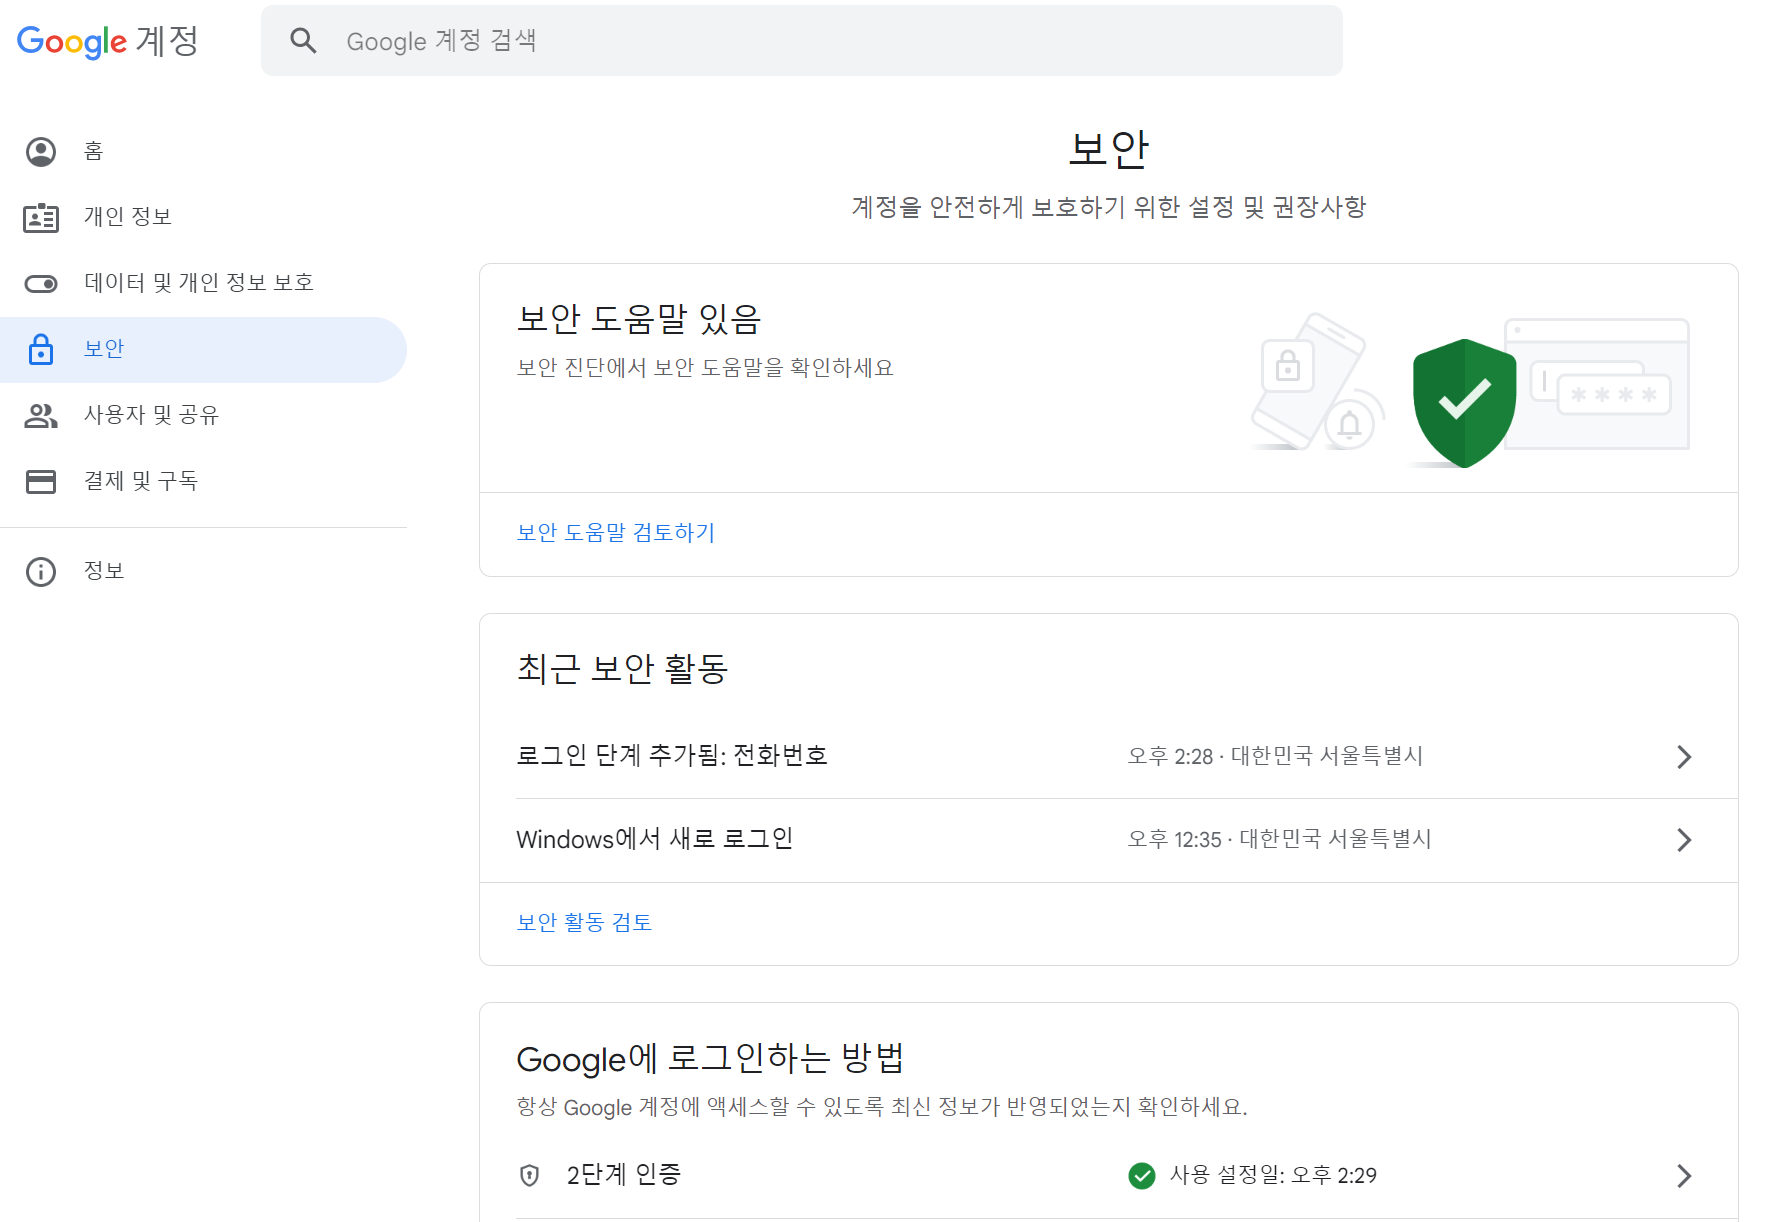 Google 계정
Google 계정 검색
홈
개인 정보
데이터 및 개인 정보 보호
보안
사용자 및 공유
결제 및 구독
정보
보안
계정을 안전하게 보호하기 위한 설정 및 권장사항
보안 도움말 있음
보안 진단에서 보안 도움말을 확인하세요
****
보안 도움말 검토하기
최근 보안 활동
로그인 단계 추가됨: 전화번호
오후 2:28 · 대한민국 서울특별시
Windows에서 새로 로그인
오후 12:35 · 대한민국 서울특별시
보안 활동 검토
Google에 로그인하는 방법
항상 Google 계정에 액세스할 수 있도록 최신 정보가 반영되었는지 확인하세요.
2단계 인증
사용 설정일: 오후 2:29